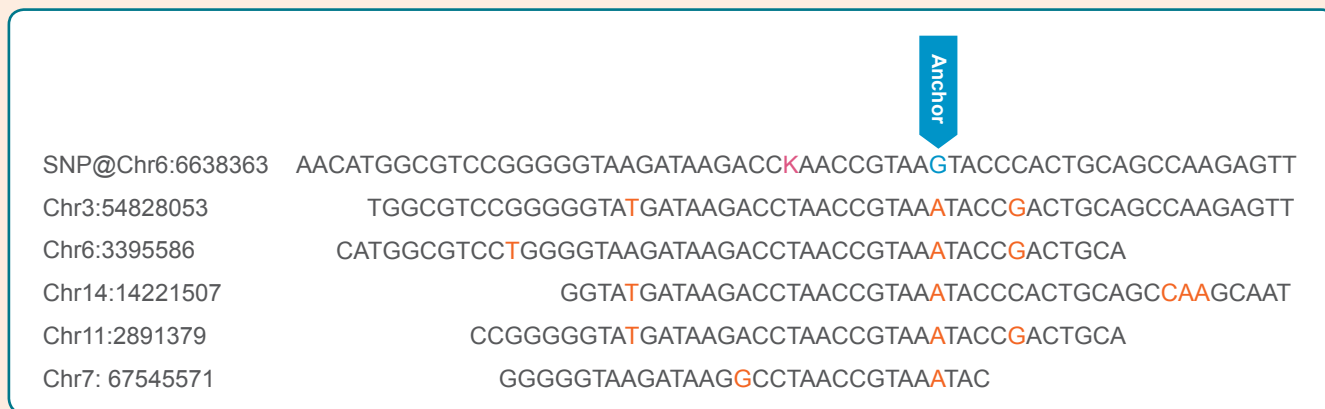 Anchor
SNP@Chr6:6638363 AACATGGCGTCCGGGGGTAAGATAAGACCKAACCGTAAGTACCCACTGCAGCCAAGAGTT
Chr3:54828053 TGGCGTCCGGGGGTATGATAAGACCTAACCGTAAATACCGACTGCAGCCAAGAGTT
Chr6:3395586 CATGGCGTCCTGGGGTAAGATAAGACCTAACCGTAAATACCGACTGCA
Chr14:14221507 GGTATGATAAGACCTAACCGTAAATACCCACTGCAGCCAAGCAAT
Chr11:2891379 CCGGGGGTATGATAAGACCTAACCGTAAATACCGACTGCA
Chr7: 67545571 GGGGGTAAGATAAGGCCTAACCGTAAATAC